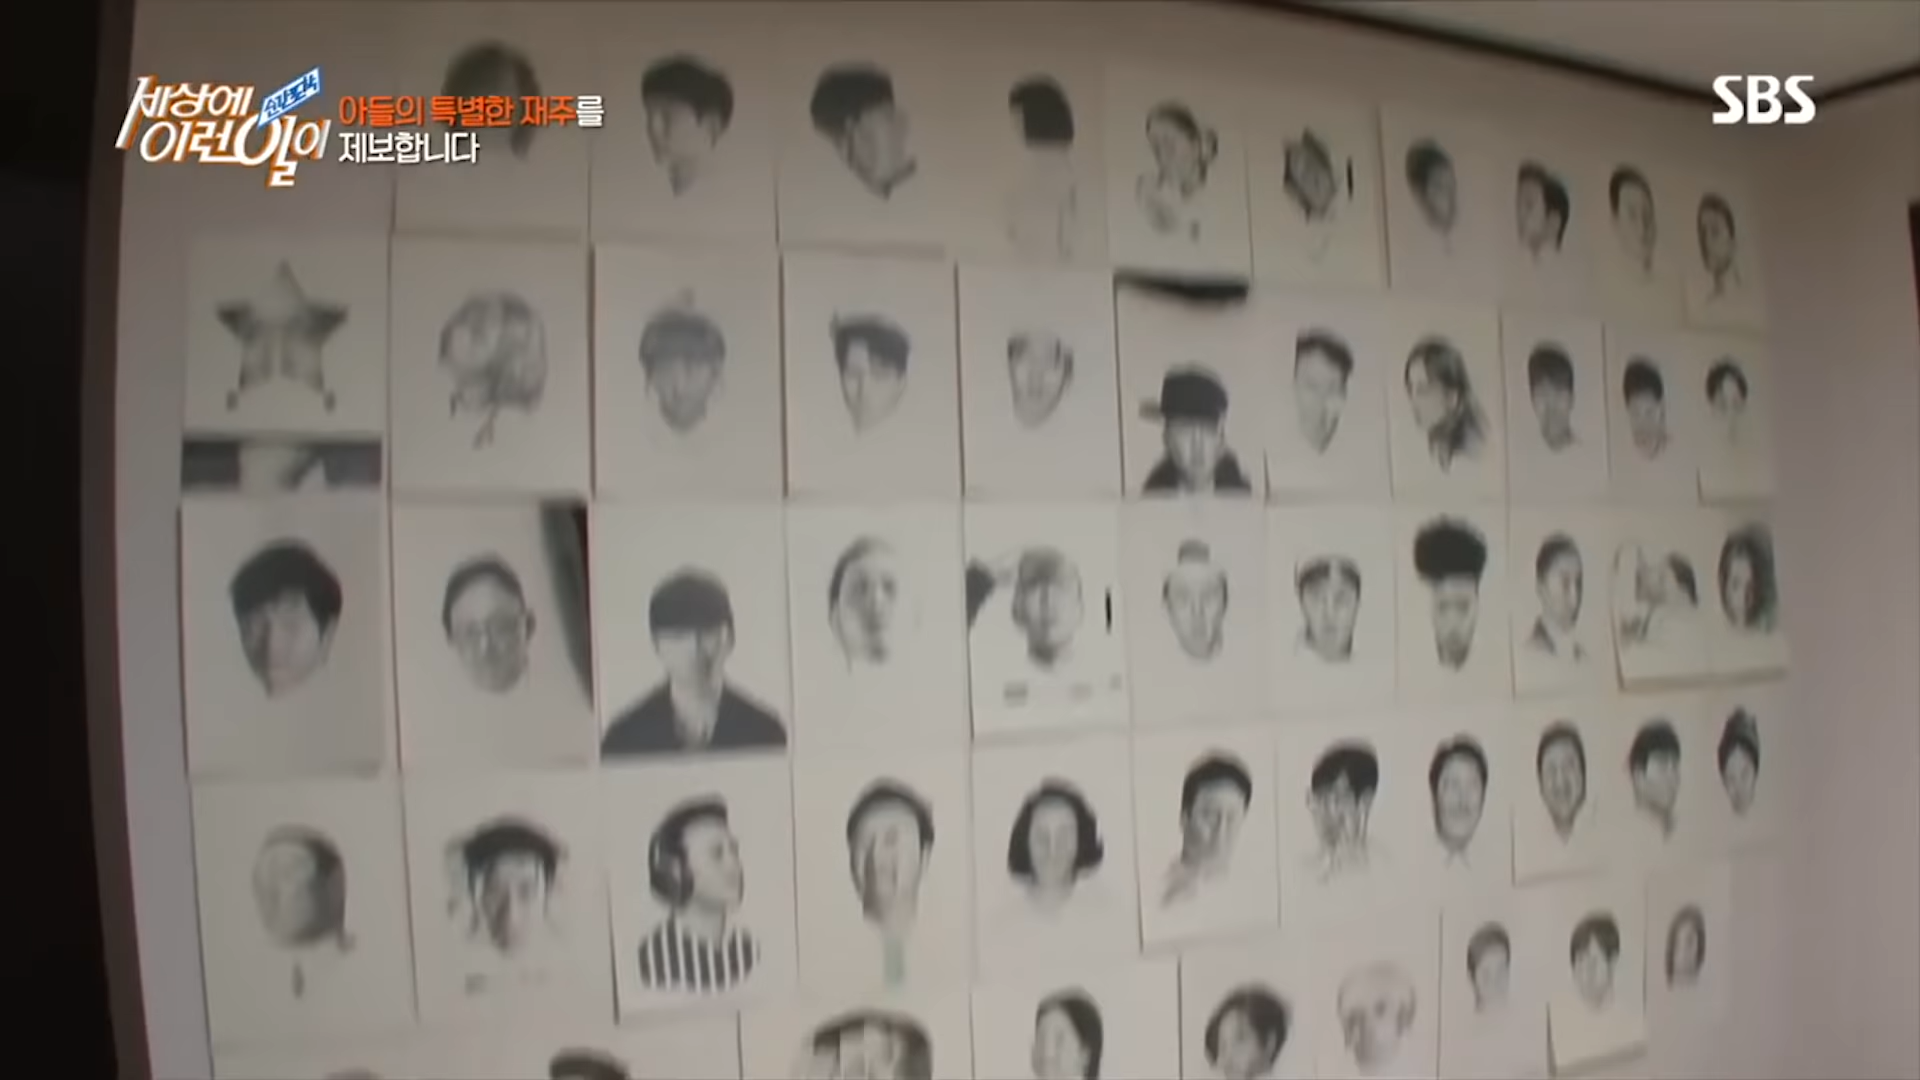 세상에
이런일이
순간포착
아들의 특별한 재주를
제보합니다
SBS